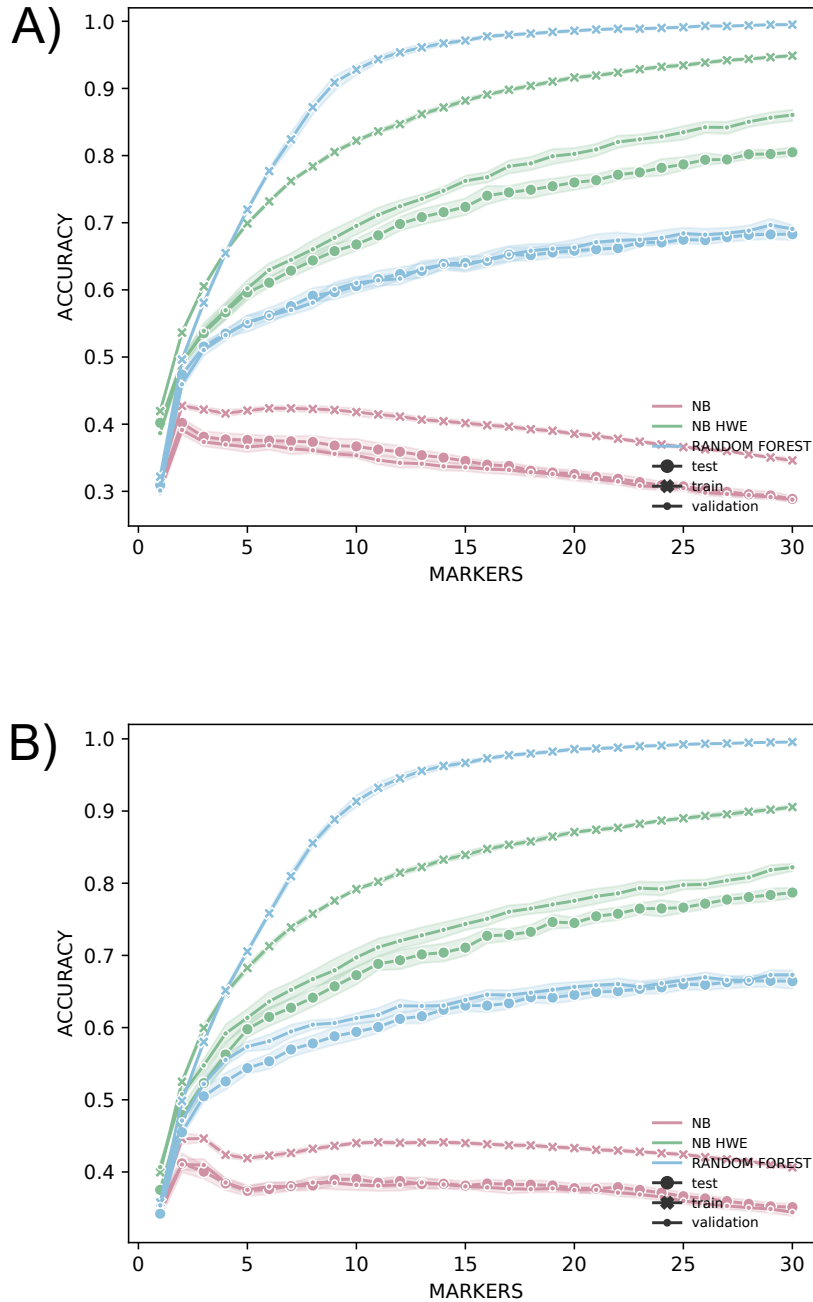 A)
1.0
0.9
0.8
0.7
0.6
0.5
0.4
0.3
ACCURACY
NB
NB HWE
RANDOM FOREST
test
train
validation
0 5 10 15 20 25 30
MARKERS
B)
1.0
0.9
0.8
0.7
0.6
0.5
0.4
ACCURACY
NB
NB HWE
RANDOM FOREST
test
train
validation
0 5 10 15 20 25 30
MARKERS